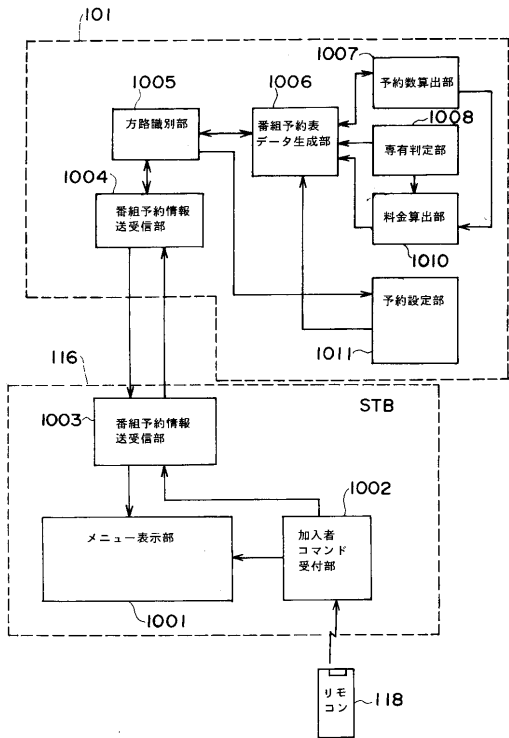 101
1005
方路識別部
1006
番組予約表
データ生成部
1007
予約数算出部
1008
専有判定部
料金算出部
1010
1004
番組予約情報
送受信部
予約設定部
1011
116
STB
1003
番組予約情報
送受信部
1002
加入者
コマンド
受付部
メニュー表示部
1001
リモ
コン
118